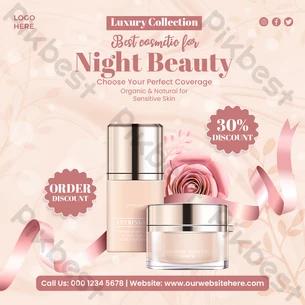 LOGO
HERE.
Luxury Collection
Best cosmetic for
Night Beauty
Choose Your Perfect Coverage
Organic & Natural for
Sensitive Skin
30%
DISCOUNT
ORDER
DISCOUNT
Call us: 000 1234 5678 | Website: www.ourwebsitehere.com
pikbest